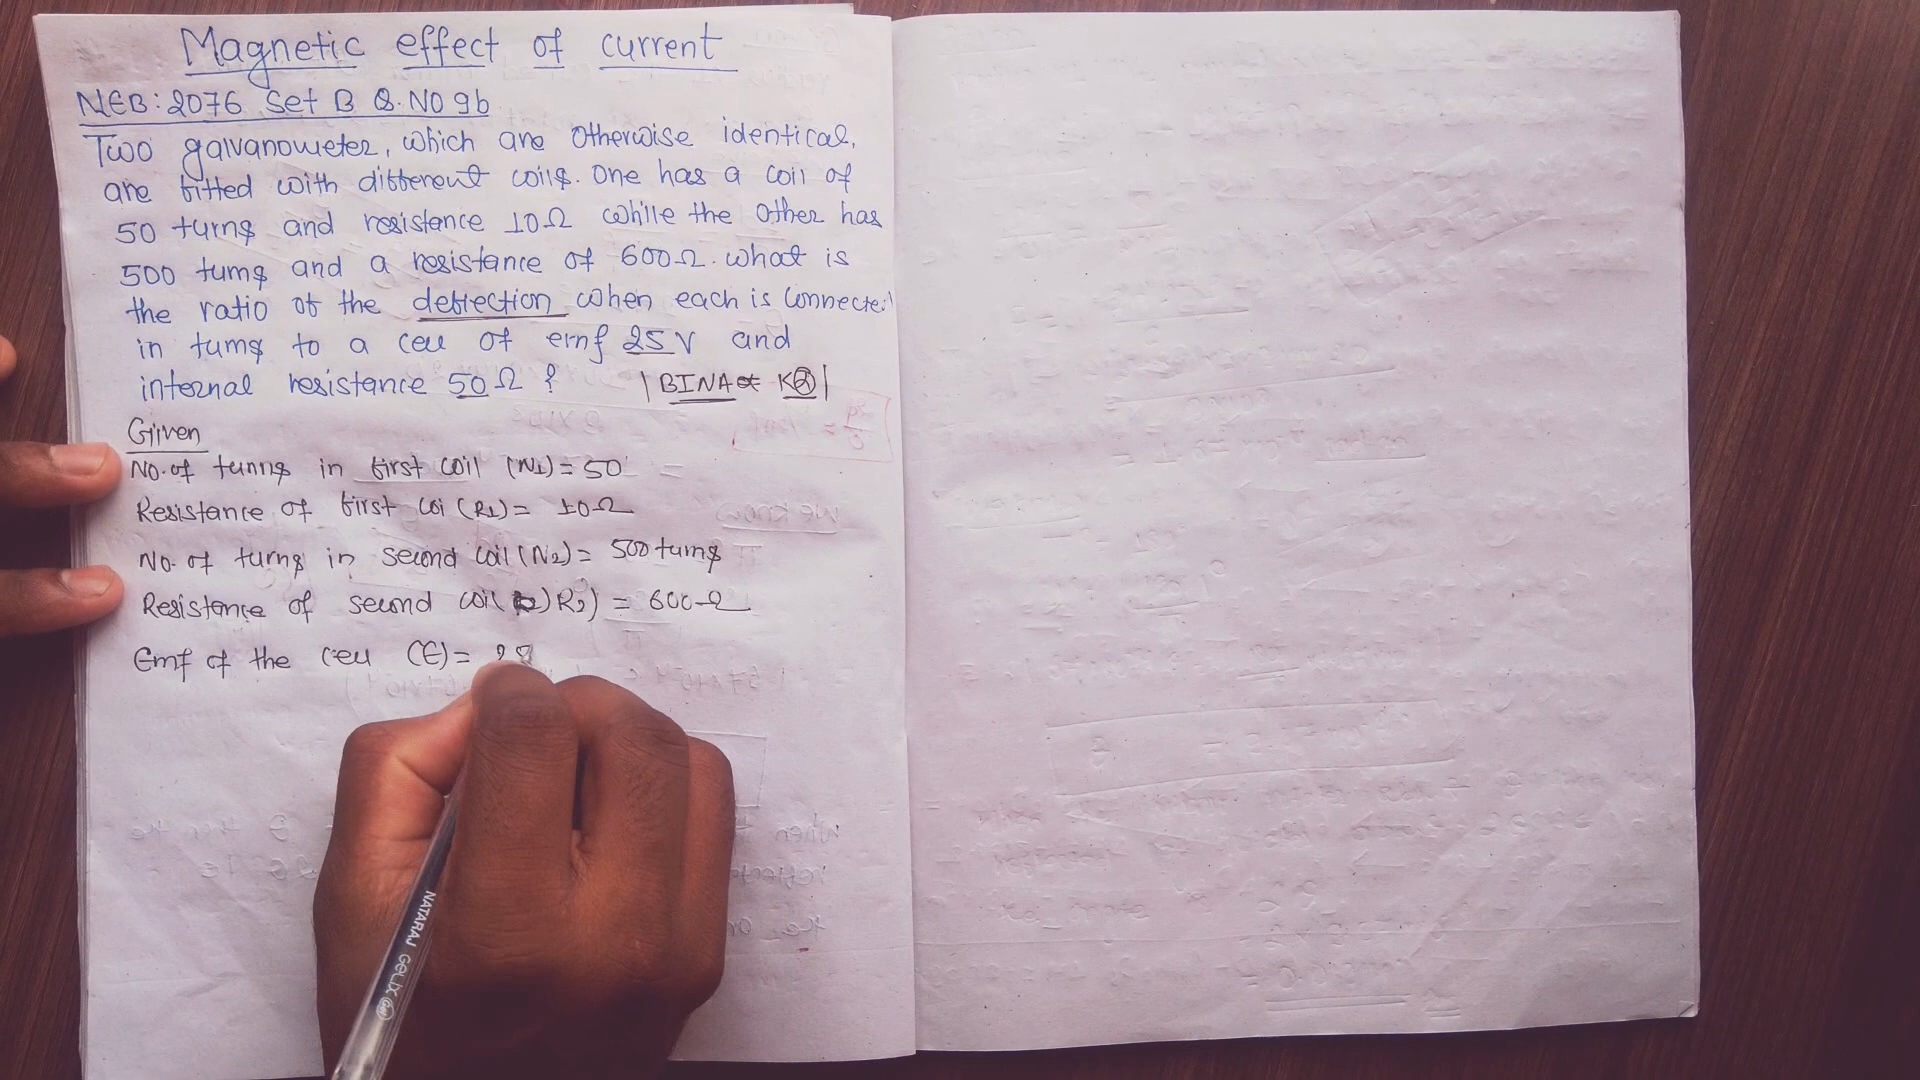 Magnetic effect of current
NEB: 2076 Set B Q.NO 9b
Two galvanometer, which are otherwise identical,
are fitted with different coils. One has a coil of
50 turns and resistance 10Ω while the other has
500 turns and a resistance of 600Ω. what is
the ratio of the deflection when each is connected
in turns to a cell of emf 25 V and
internal resistance 50Ω ?
Given
No. of turns in first coil (N1) = 50
Resistance of first coi (R1) = 10Ω
No. of turns in second coil (N2) = 500 turns
Resistance of second coil R2) = 600Ω
Emf of the cell (E) =
NATARAJ GELIX